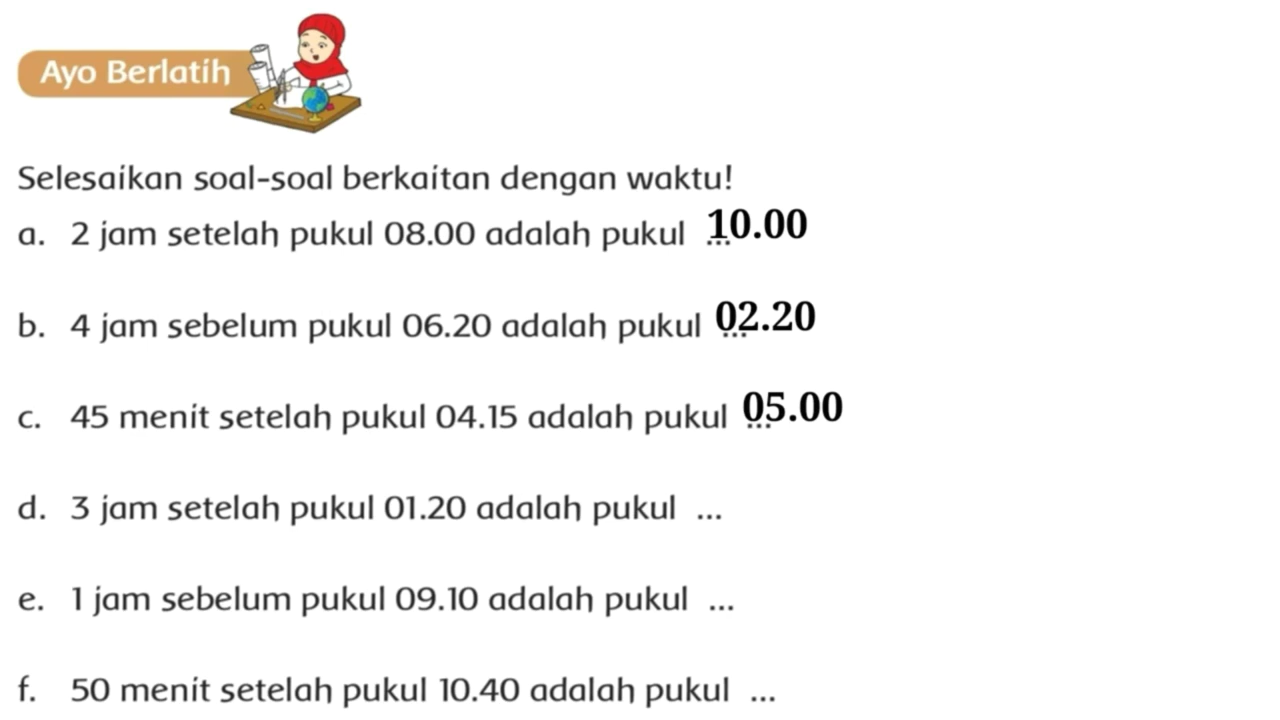 Ayo Berlatih
Selesaikan soal-soal berkaitan dengan waktu!
a. 2 jam setelah pukul 08.00 adalah pukul ... 10.00
b. 4 jam sebelum pukul 06.20 adalah pukul ... 02.20
c. 45 menit setelah pukul 04.15 adalah pukul ... 05.00
d. 3 jam setelah pukul 01.20 adalah pukul ...
e. 1 jam sebelum pukul 09.10 adalah pukul ...
f. 50 menit setelah pukul 10.40 adalah pukul ...